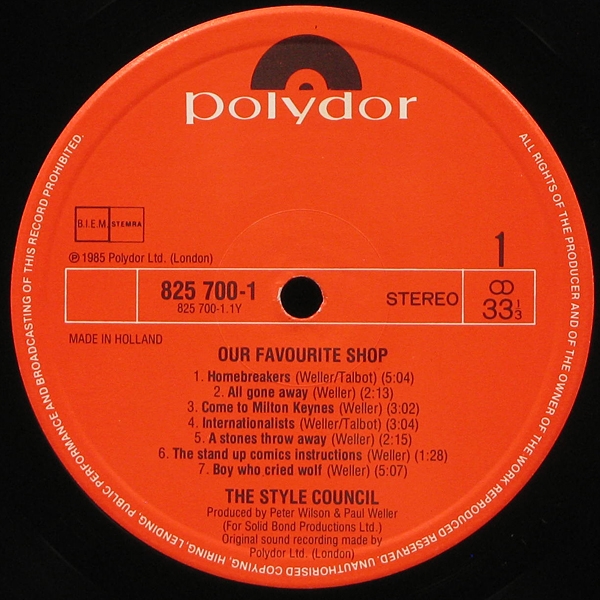 polydor
B.I.E.M. STEMRA
℗ 1985 Polydor Ltd. (London)
1
825 700-1
825 700-1.1Y
STEREO
33 1/3
MADE IN HOLLAND
OUR FAVOURITE SHOP
1. Homebreakers (Weller/Talbot) (5:04)
2. All gone away (Weller) (2:13)
3. Come to Milton Keynes (Weller) (3:02)
4. Internationalists (Weller/Talbot) (3:04)
5. A stones throw away (Weller) (2:15)
6. The stand up comics instructions (Weller) (1:28)
7. Boy who cried wolf (Weller) (5:07)
THE STYLE COUNCIL
Produced by Peter Wilson & Paul Weller
(For Solid Bond Productions Ltd.)
Original sound recording made by
Polydor Ltd. (London)
ALL RIGHTS OF THE PRODUCER AND OF THE OWNER OF THE WORK REPRODUCED RESERVED. UNAUTHORISED COPYING, HIRING, LENDING, PUBLIC PERFORMANCE AND BROADCASTING OF THIS RECORD PROHIBITED.